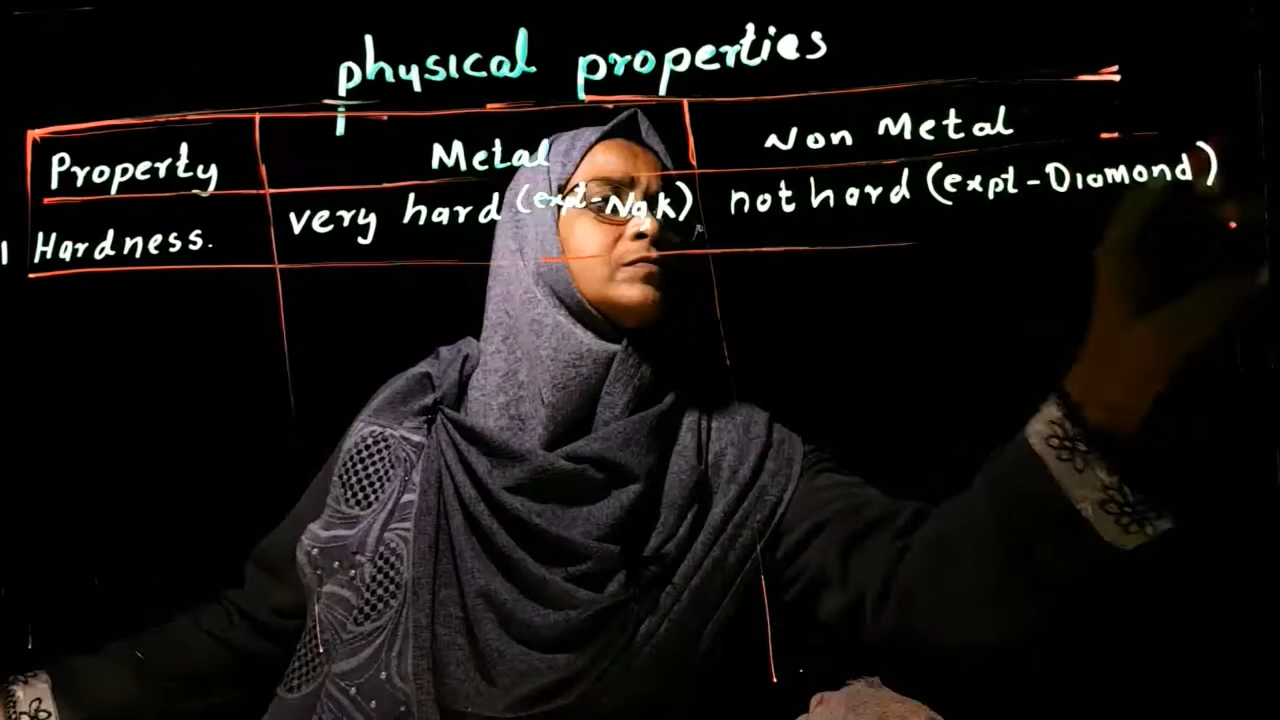 physical properties
Property Metal Non Metal
1 Hardness. very hard (expt-Na,k) not hard (expt-Diamond)